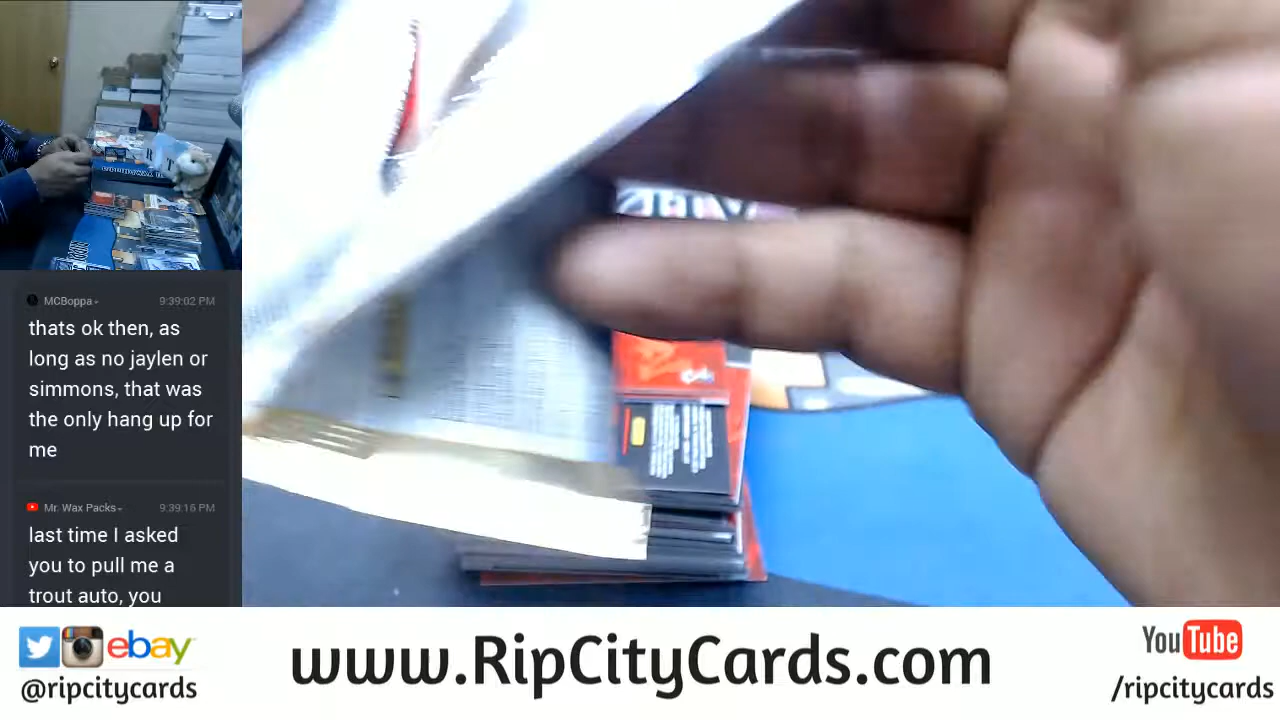 MCBoppa
9:39:02 PM
thats ok then, as
long as no jaylen or
simmons, that was
the only hang up for
me
Mr. Wax Packs
9:39:16 PM
last time I asked
you to pull me a
trout auto, you
ebay
@ripcitycards
www.RipCityCards.com
YouTube
/ripcitycards